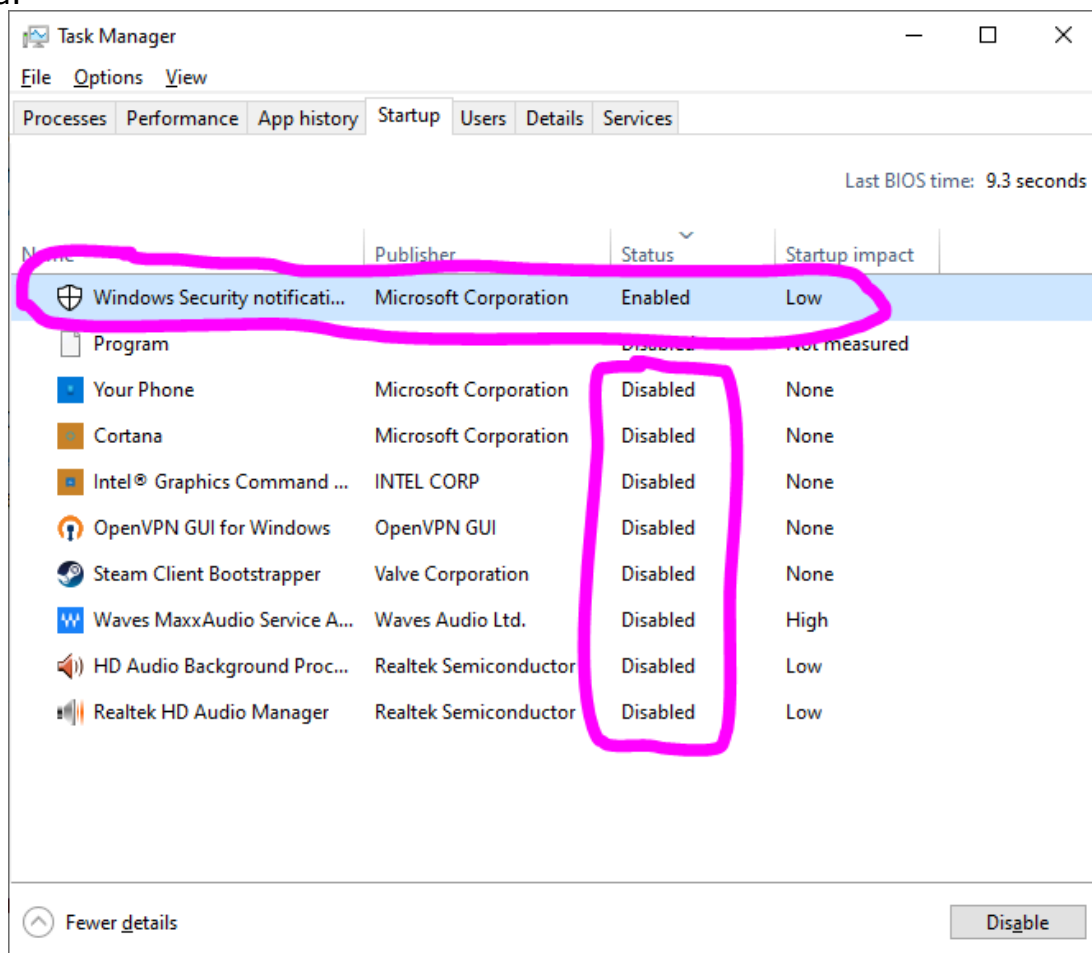 Task Manager
File Options View
Processes Performance App history Startup Users Details Services
Last BIOS time: 9.3 seconds
Publisher Status Startup impact
Windows Security notificati... Microsoft Corporation Enabled Low
Program Disabled Not measured
Your Phone Microsoft Corporation Disabled None
Cortana Microsoft Corporation Disabled None
Intel® Graphics Command ... INTEL CORP Disabled None
OpenVPN GUI for Windows OpenVPN GUI Disabled None
Steam Client Bootstrapper Valve Corporation Disabled None
Waves MaxxAudio Service A... Waves Audio Ltd. Disabled High
HD Audio Background Proc... Realtek Semiconductor Disabled Low
Realtek HD Audio Manager Realtek Semiconductor Disabled Low
Fewer details Disable